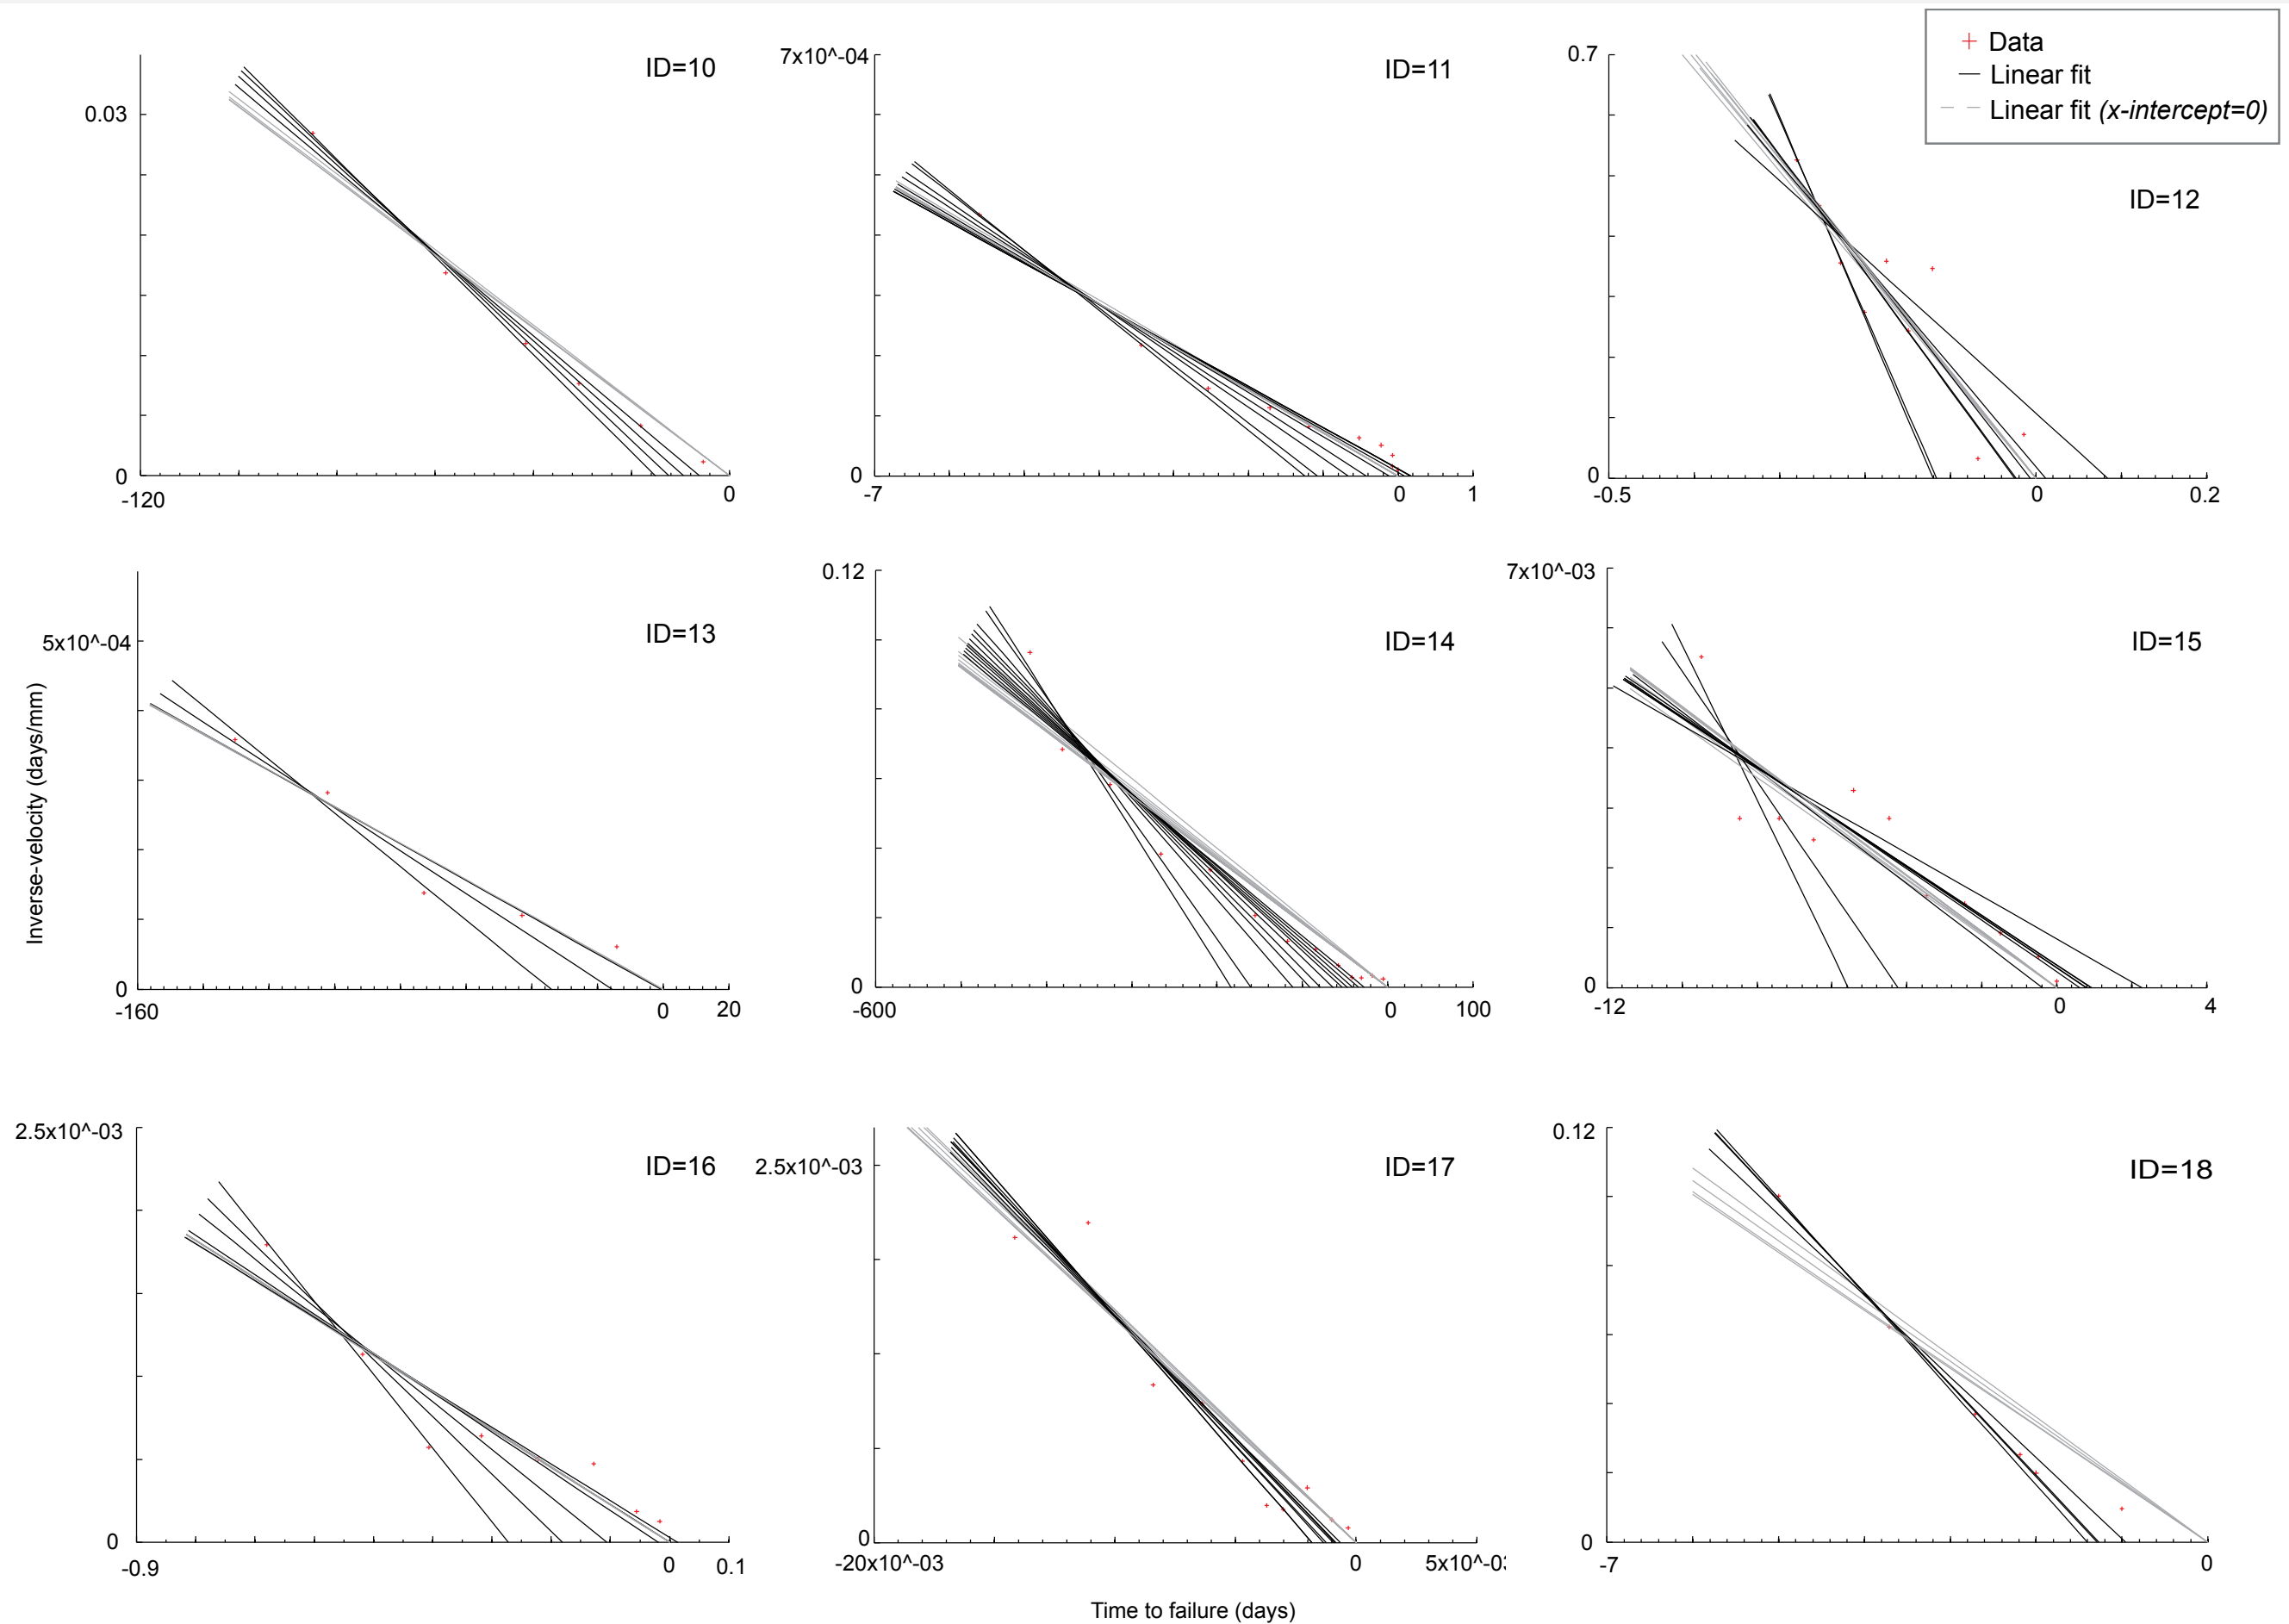 Data
Linear fit
Linear fit (x-intercept=0)
ID=10
0.03
0
-120
0
ID=11
7x10^-04
0
-7
0
1
ID=12
0.7
0
-0.5
0
0.2
Inverse-velocity (days/mm)
ID=13
5x10^-04
0
-160
0
20
ID=14
0.12
0
-600
0
100
ID=15
7x10^-03
0
-12
0
4
ID=16
2.5x10^-03
0
-0.9
0
0.1
ID=17
2.5x10^-03
0
-20x10^-03
0
5x10^-0
ID=18
0.12
0
-7
0
Time to failure (days)